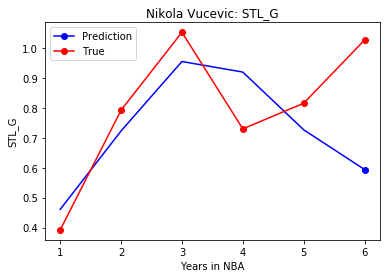 Nikola Vucevic: STL_G
Prediction
True
1.0
0.9
0.8
0.7
0.6
0.5
0.4
STL_G
1 2 3 4 5 6
Years in NBA